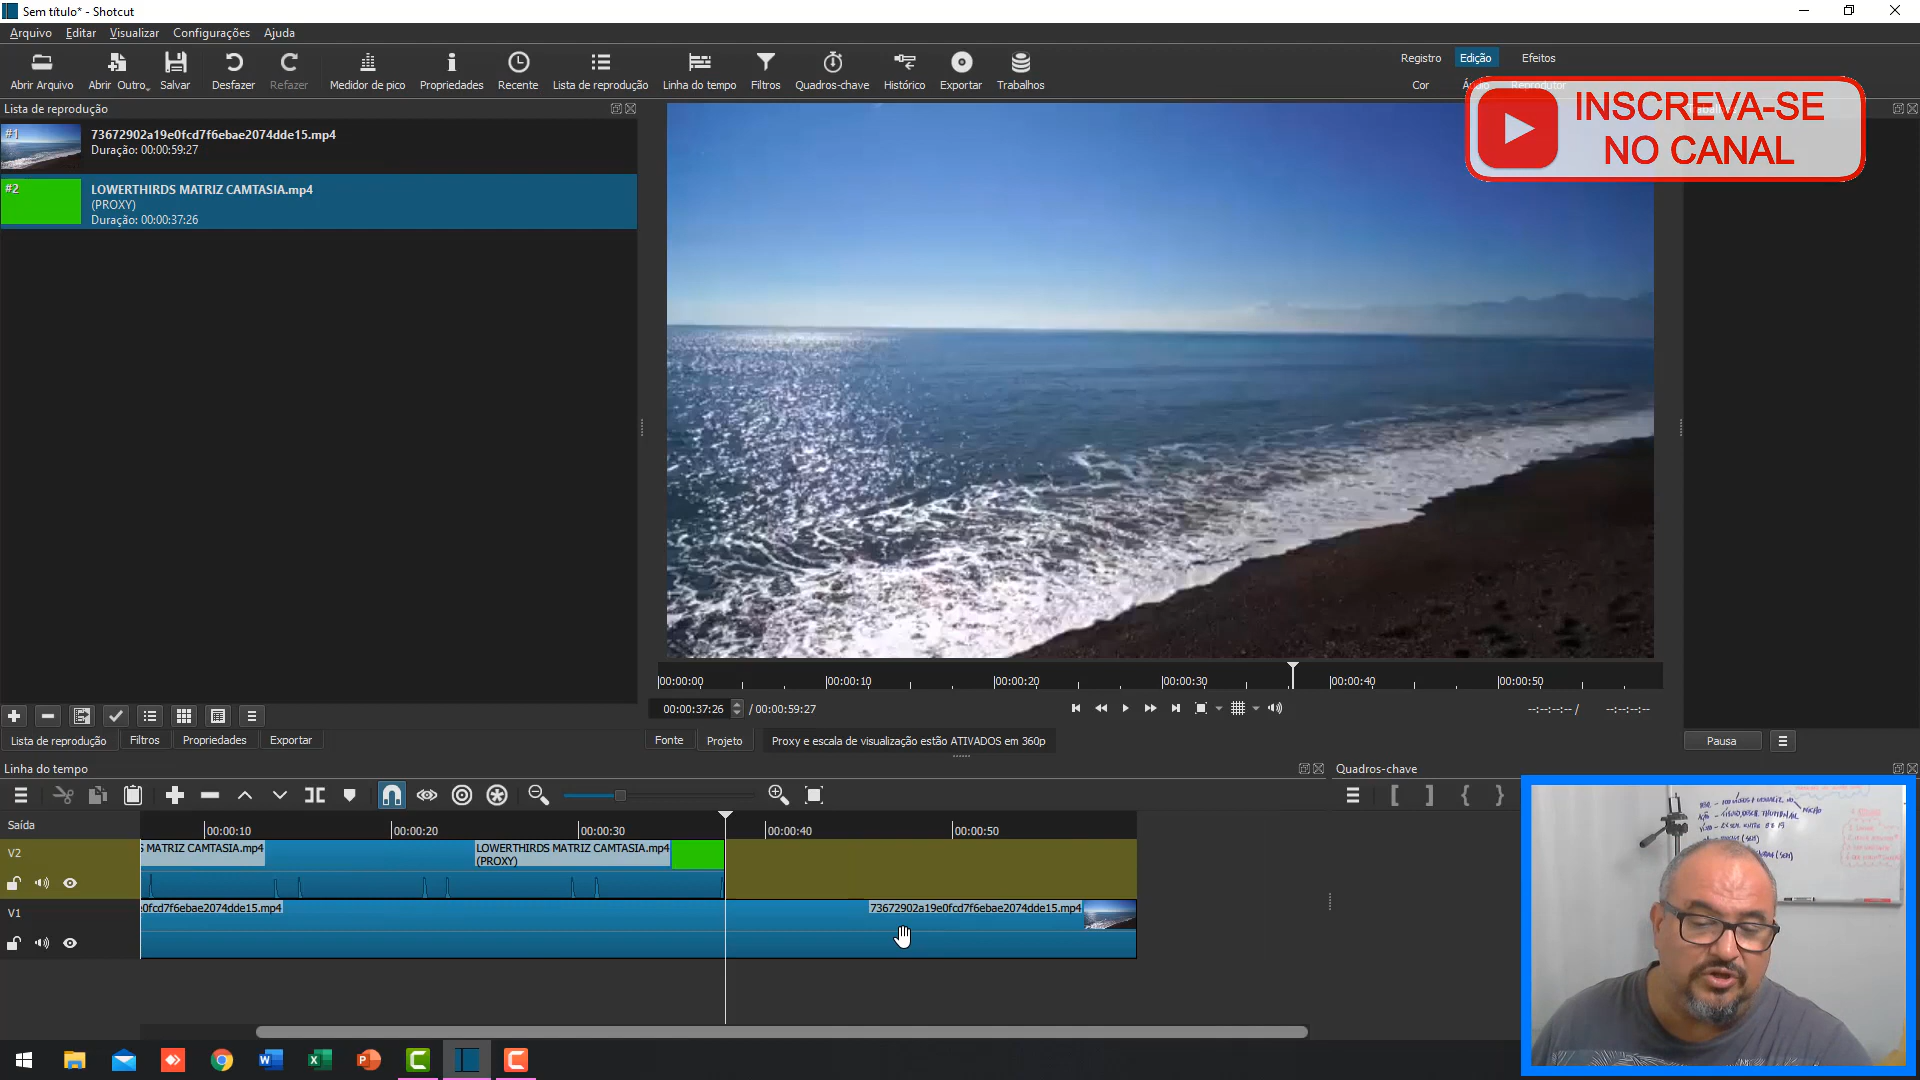 Sem título* - Shotcut
Arquivo Editar Visualizar Configurações Ajuda
Abrir Arquivo Abrir Outro Salvar Desfazer Refazer Medidor de pico Propriedades Recente Lista de reprodução Linha do tempo Filtros Quadros-chave Histórico Exportar Trabalhos
Registro Edição Efeitos
Cor
INSCREVA-SE
NO CANAL
Lista de reprodução
#1
73672902a19e0fcd7f6ebae2074dde15.mp4
Duração: 00:00:59:27
#2
LOWERTHIRDS MATRIZ CAMTASIA.mp4
(PROXY)
Duração: 00:00:37:26
00:00:00 00:00:10 00:00:20 00:00:30 00:00:40 00:00:50
00:00:37:26 / 00:00:59:27 --:--:--:-- / --:--:--:--
Lista de reprodução Filtros Propriedades Exportar
Fonte Projeto Proxy e escala de visualização estão ATIVADOS em 360p
Pausa
Linha do tempo
Quadros-chave
Saída
00:00:10 00:00:20 00:00:30 00:00:40 00:00:50
V2
S MATRIZ CAMTASIA.mp4
LOWERTHIRDS MATRIZ CAMTASIA.mp4
(PROXY)
V1
e0fcd7f6ebae2074dde15.mp4
73672902a19e0fcd7f6ebae2074dde15.mp4